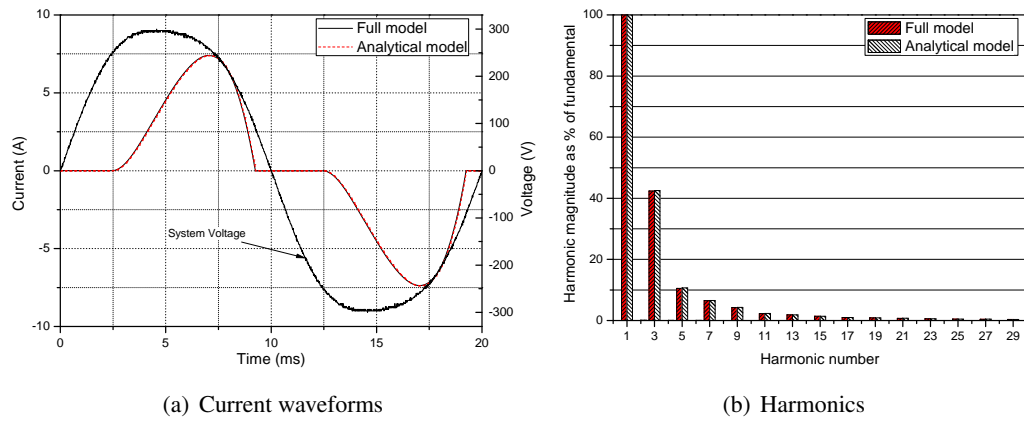 Full model
Analytical model
10
5
0
-5
-10
Current (A)
System Voltage
300
200
100
0
-100
-200
-300
Voltage (V)
0
5
10
15
20
Time (ms)
(a) Current waveforms
Full model
Analytical model
100
80
60
40
20
0
Harmonic magnitude as % of fundamental
1 3 5 7 9 11 13 15 17 19 21 23 25 27 29
Harmonic number
(b) Harmonics